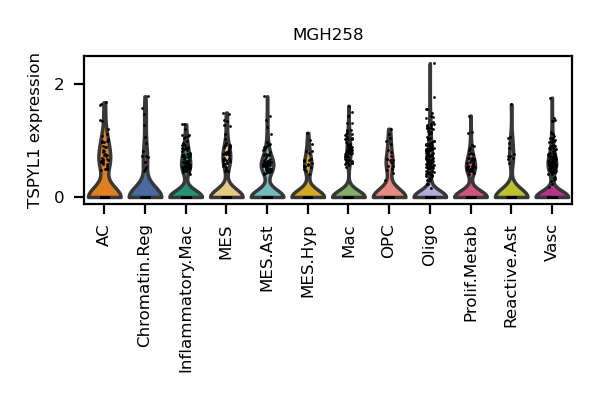 MGH258
TSPYL1 expression
2
0
AC
Chromatin.Reg
Inflammatory.Mac
MES
MES.Ast
MES.Hyp
Mac
OPC
Oligo
Prolif.Metab
Reactive.Ast
Vasc